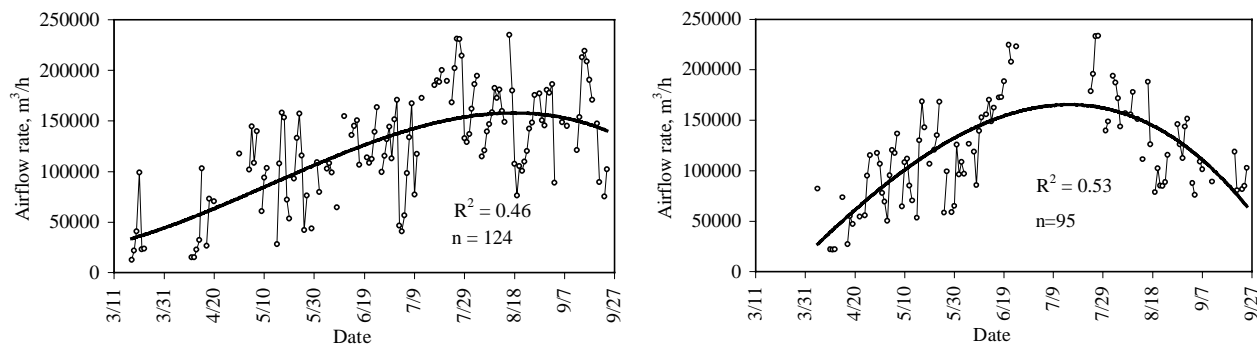 Airflow rate, m³/h
250000
200000
150000
100000
50000
0
R² = 0.46
n = 124
3/11 3/31 4/20 5/10 5/30 6/19 7/9 7/29 8/18 9/7 9/27
Date
Airflow rate, m³/h
250000
200000
150000
100000
50000
0
R² = 0.53
n=95
3/11 3/31 4/20 5/10 5/30 6/19 7/9 7/29 8/18 9/7 9/27
Date